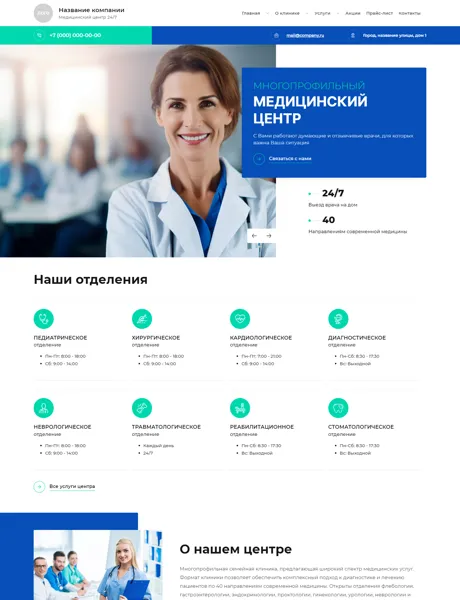 Название компании
Медицинский центр 24/7
Главная
О клинике
Услуги
Акции
Прайс-лист
Контакты
+7 (000) 000-00-00
mail@company.ru
Город, название улицы, дом 1
МНОГОПРОФИЛЬНЫЙ
МЕДИЦИНСКИЙ
ЦЕНТР
С Вами работают думающие и отзывчивые врачи, для которых
важна Ваша ситуация
Связаться с нами
24/7
Выезд врача на дом
40
Направлений современной медицины
Наши отделения
ПЕДИАТРИЧЕСКОЕ
отделение
Пн-Пт: 8:00 - 18:00
Сб: 9:00 - 14:00
ХИРУРГИЧЕСКОЕ
отделение
Пн-Пт: 8:00 - 18:00
Сб: 9:00 - 14:00
КАРДИОЛОГИЧЕСКОЕ
отделение
Пн-Пт: 7:00 - 21:00
Сб: 9:00 - 14:00
ДИАГНОСТИЧЕСКОЕ
отделение
Пн-Сб: 8:30 - 17:30
Вс: Выходной
НЕВРОЛОГИЧЕСКОЕ
отделение
Пн-Пт: 8:00 - 18:00
Сб: 9:00 - 14:00
ТРАВМАТОЛОГИЧЕСКОЕ
отделение
Каждый день
24/7
РЕАБИЛИТАЦИОННОЕ
отделение
Пн-Сб: 8:30 - 17:30
Вс: Выходной
СТОМАТОЛОГИЧЕСКОЕ
отделение
Пн-Сб: 8:30 - 17:30
Вс: Выходной
Все услуги центра
О нашем центре
Многопрофильная семейная клиника, предлагающая широкий спектр медицинских услуг.
Формат клиники позволяет обеспечить комплексный подход к диагностике и лечению
пациентов по 40 направлениям современной медицины. Открыты отделения флебологии,
гастроэнтерологии, эндокринологии, проктологии, гинекологии, урологии, неврологии и